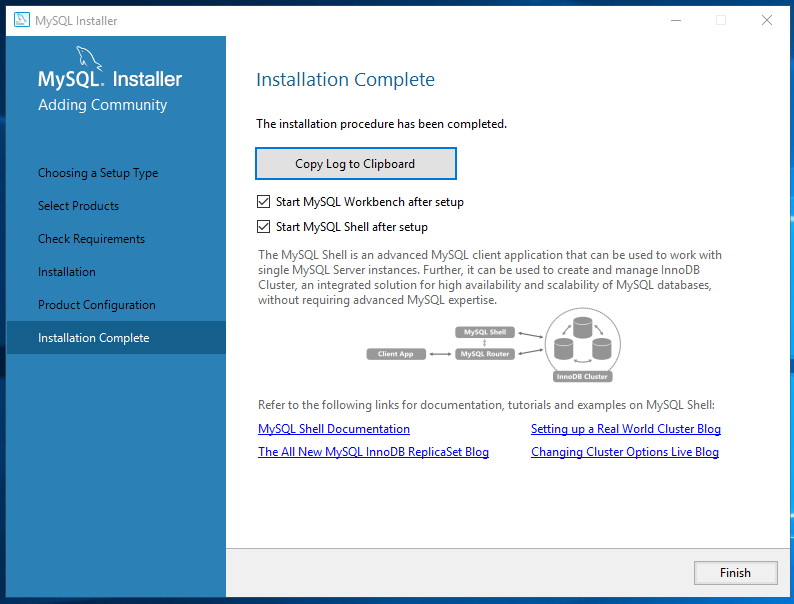 MySQL Installer
MySQL. Installer
Adding Community
Choosing a Setup Type
Select Products
Check Requirements
Installation
Product Configuration
Installation Complete
Installation Complete
The installation procedure has been completed.
Copy Log to Clipboard
Start MySQL Workbench after setup
Start MySQL Shell after setup
The MySQL Shell is an advanced MySQL client application that can be used to work with
single MySQL Server instances. Further, it can be used to create and manage InnoDB
Cluster, an integrated solution for high availability and scalability of MySQL databases,
without requiring advanced MySQL expertise.
MySQL Shell
Client App
MySQL Router
InnoDB Cluster
Refer to the following links for documentation, tutorials and examples on MySQL Shell:
MySQL Shell Documentation
Setting up a Real World Cluster Blog
The All New MySQL InnoDB ReplicaSet Blog
Changing Cluster Options Live Blog
Finish